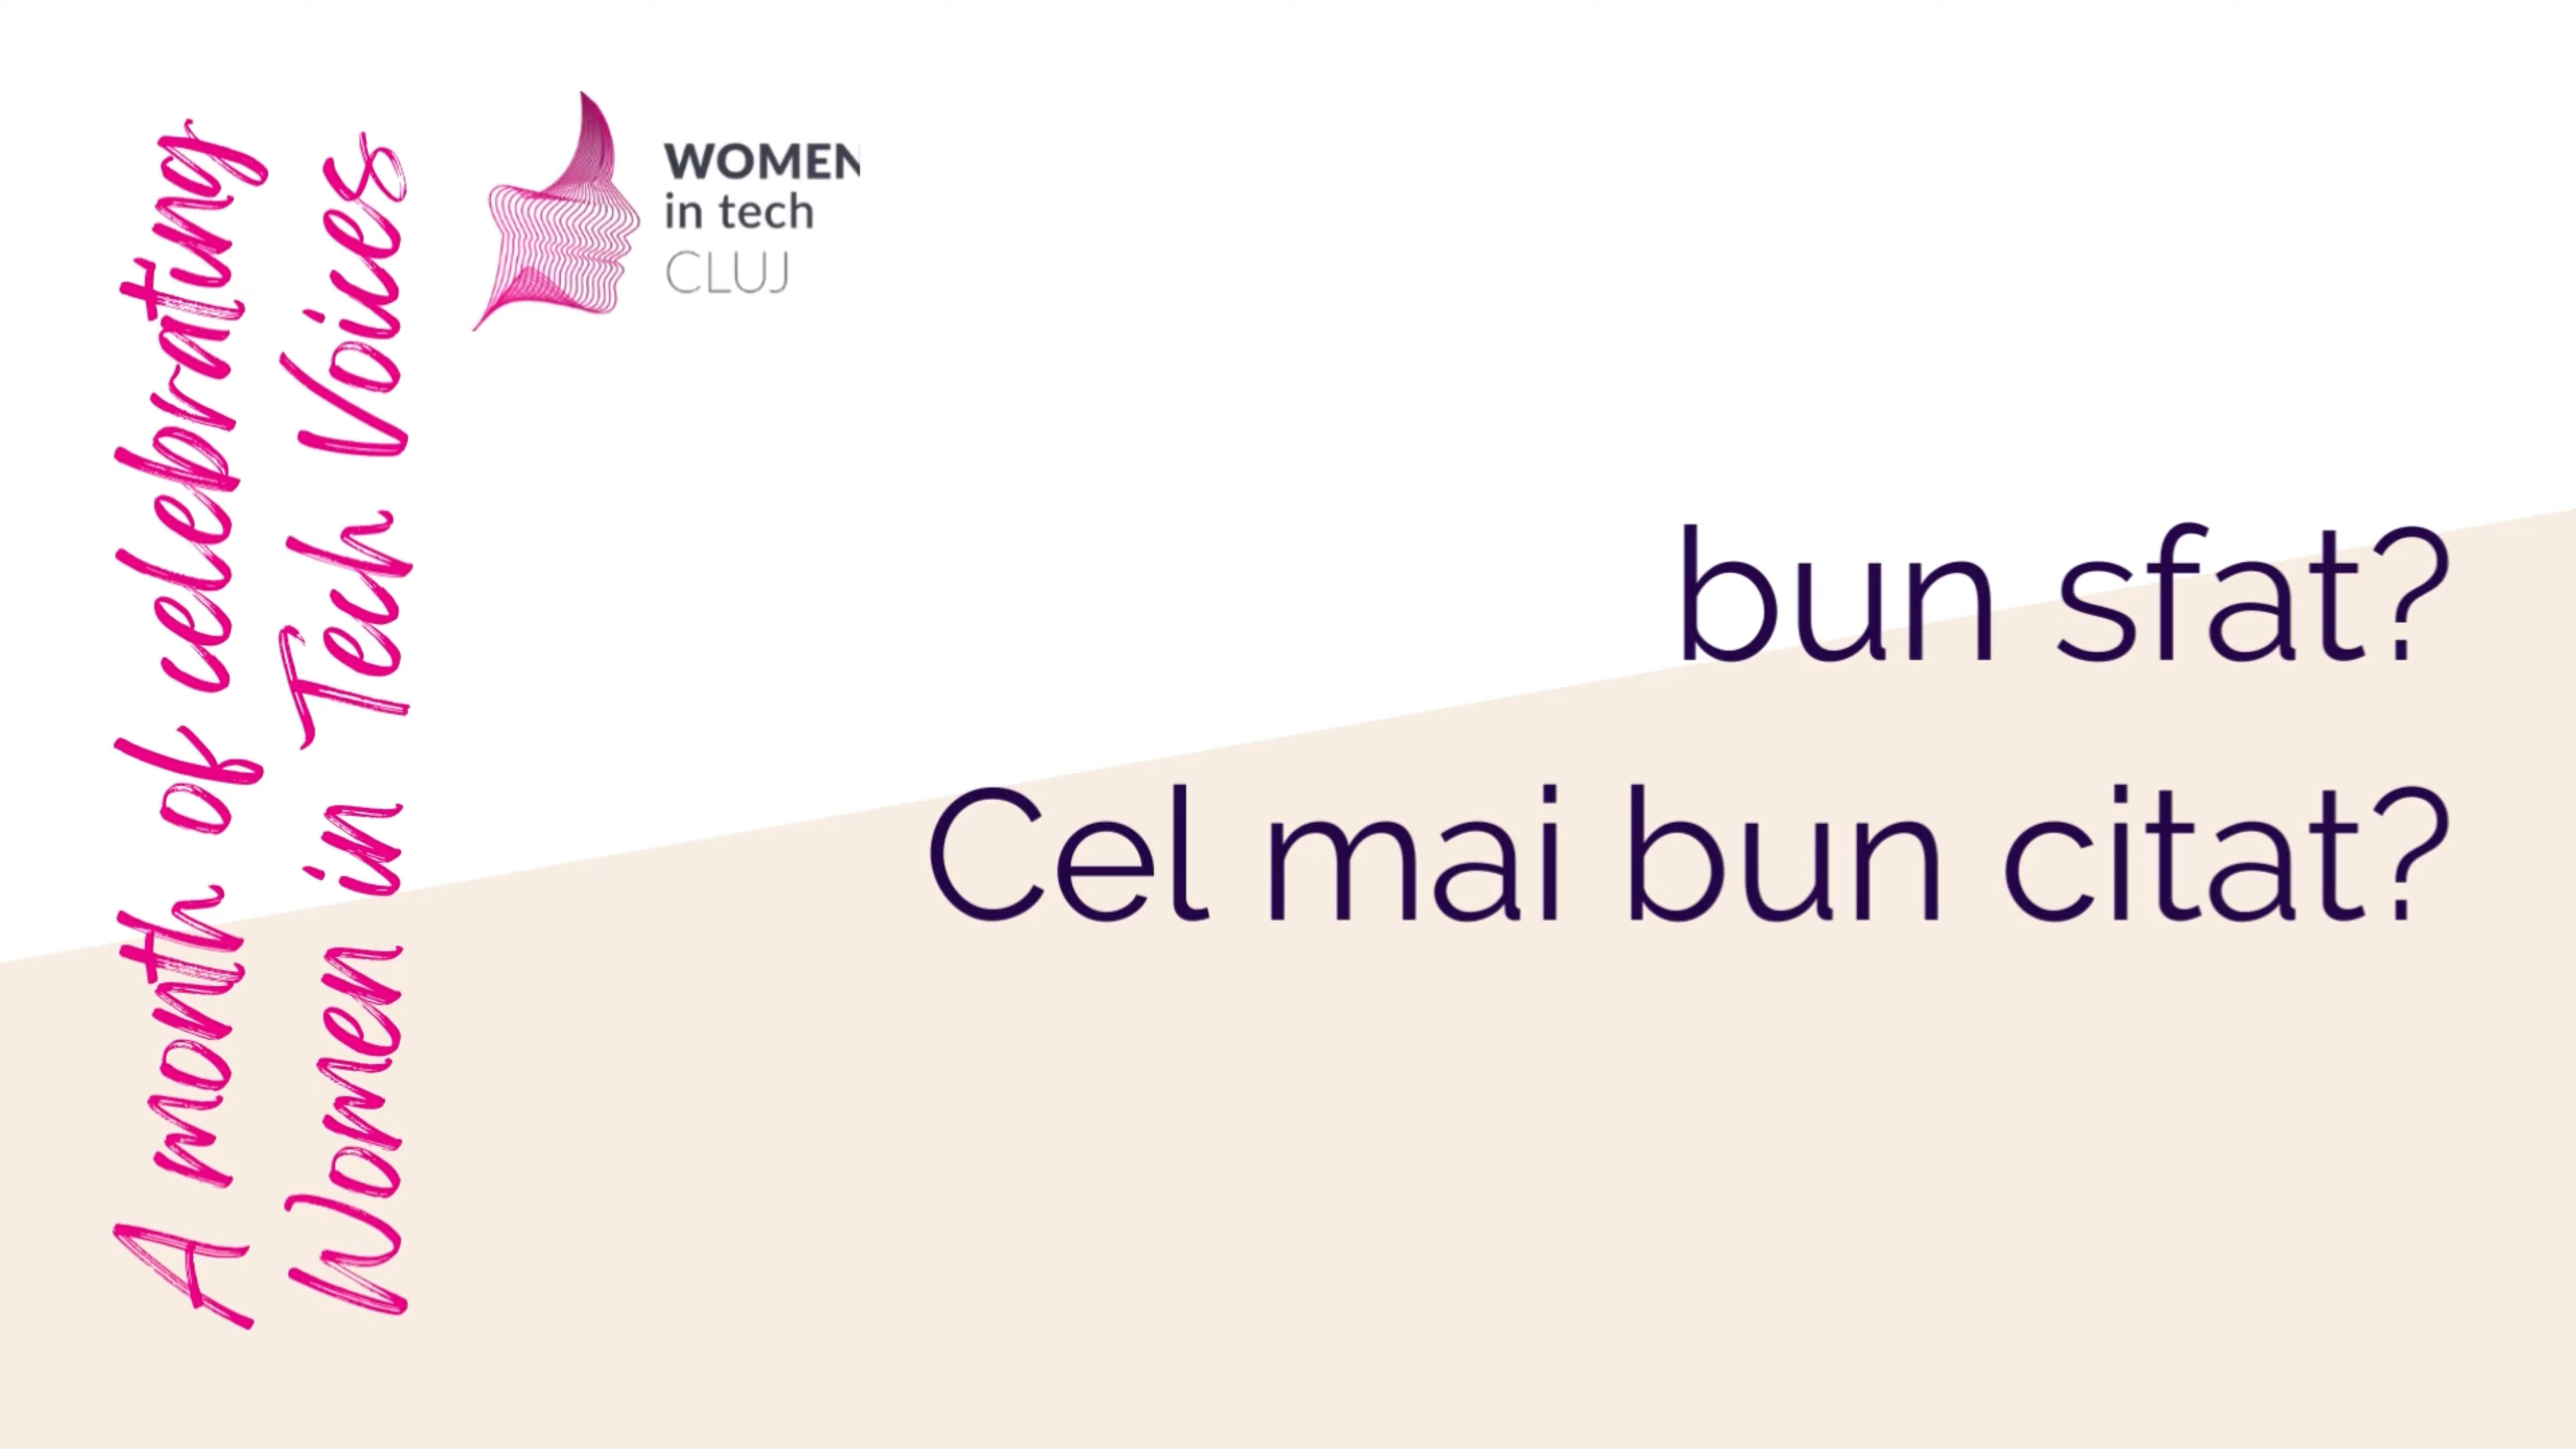 A month of celebrating
Women in Tech Voices
WOMEN
in tech
CLUJ
bun sfat?
Cel mai bun citat?